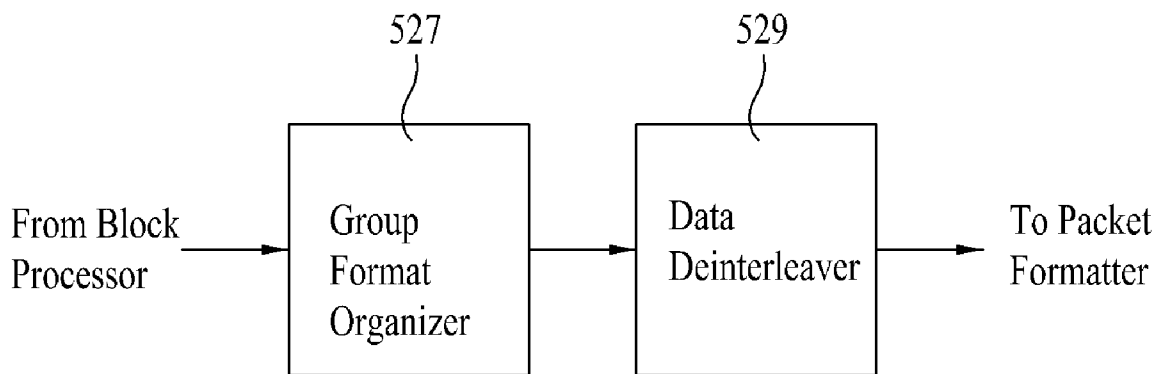 527
529
From Block
Processor
Group
Format
Organizer
Data
Deinterleaver
To Packet
Formatter